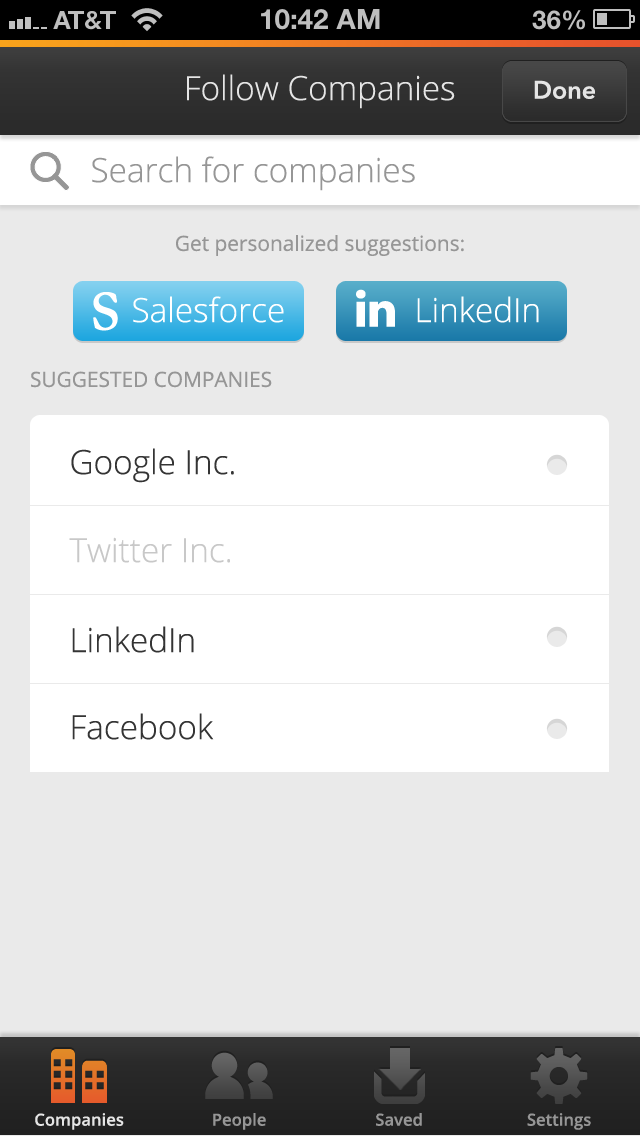 AT&T 10:42 AM 36%
Follow Companies Done
Search for companies
Get personalized suggestions:
S Salesforce in LinkedIn
SUGGESTED COMPANIES
Google Inc.
Twitter Inc.
LinkedIn
Facebook
Companies People Saved Settings